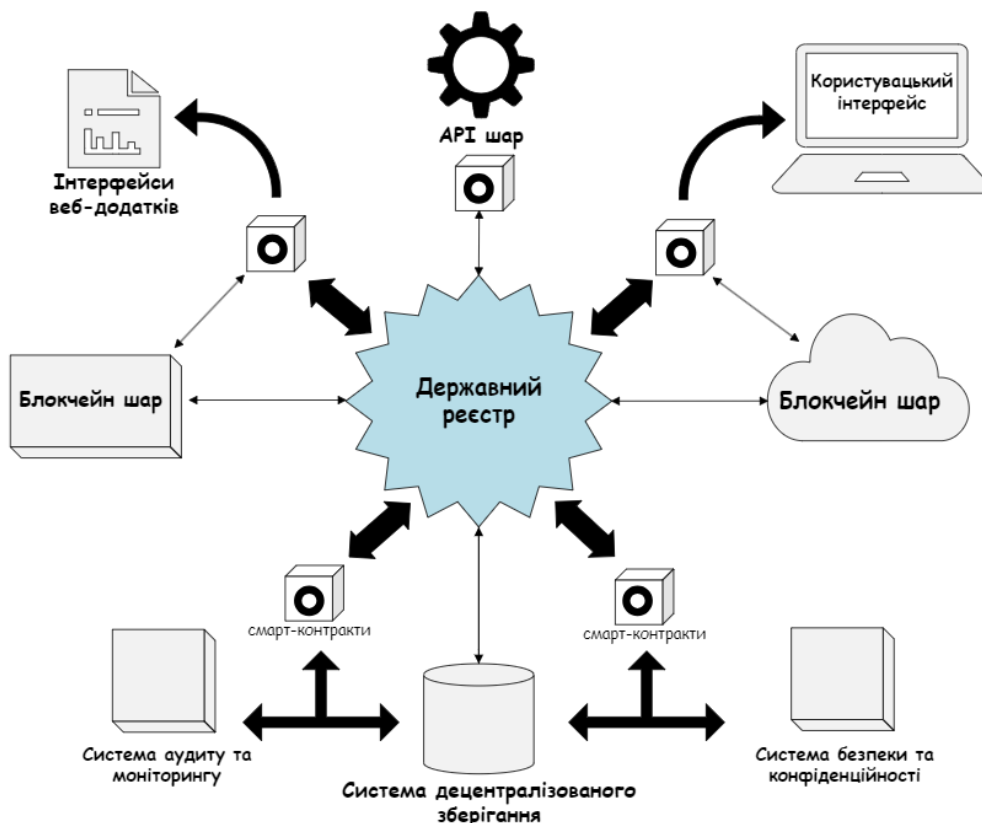 Користувацький
інтерфейс
АРІ шар
Інтерфейси
веб-додатків
Державний
реєстр
Блокчейн шар
Блокчейн шар
смарт-контракти
смарт-контракти
Система аудиту та
моніторингу
Система безпеки та
конфіденційності
Система децентралізованого
зберігання